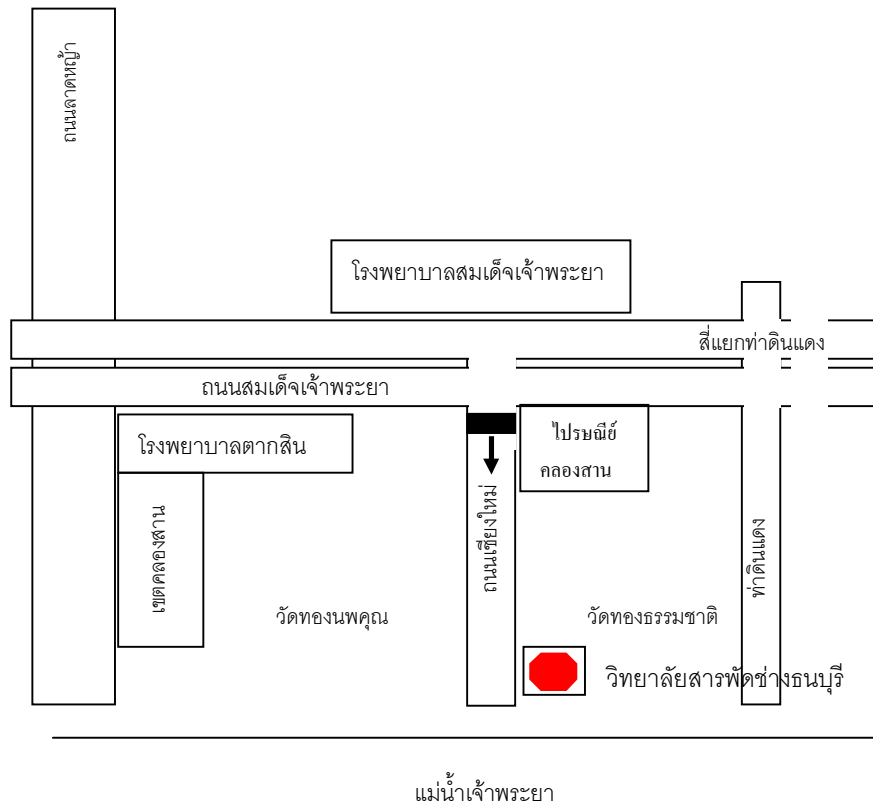 ถนนลาดหญ้า
โรงพยาบาลสมเด็จเจ้าพระยา
สี่แยกท่าดินแดง
ถนนสมเด็จเจ้าพระยา
โรงพยาบาลตากสิน
ไปรษณีย์
คลองสาน
เขตคลองสาน
ถนนเชียงใหม่
ท่าดินแดง
วัดทองนพคุณ
วัดทองธรรมชาติ
วิทยาลัยสารพัดช่างธนบุรี
แม่น้ำเจ้าพระยา